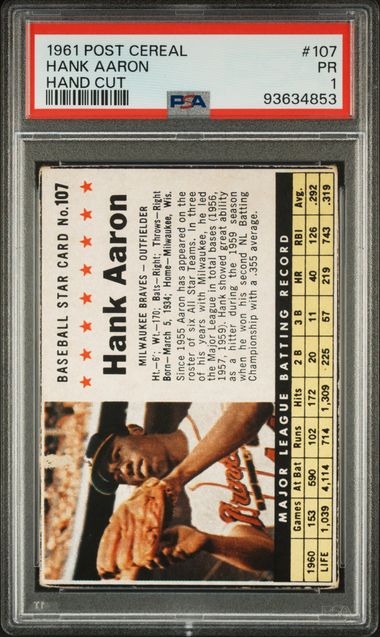 1961 POST CEREAL #107
HANK AARON PR
HAND CUT 1
PSA 93634853
BASEBALL STAR CARD No. 107
Hank Aaron
MILWAUKEE BRAVES—OUTFIELDER
Ht.—6'; Wt.—170; Bats—Right; Throws—Right
Born—March 5, 1934; Home—Milwaukee, Wis.
Since 1955 Aaron has appeared on the
roster of six All Star Teams. In three
of his years with Milwaukee, he led
the Major League in total bases (1956,
1957, 1959). Hank showed great ability
as a hitter during the 1959 season
when he won his second NL Batting
Championship with a .355 average.
Braves
MAJOR LEAGUE BATTING RECORD
Games At Bat Runs Hits 2 B 3 B HR RBI Avg.
1960 153 590 102 172 20 11 40 126 .292
LIFE 1,039 4,114 714 1,309 225 57 219 743 .319
PSA